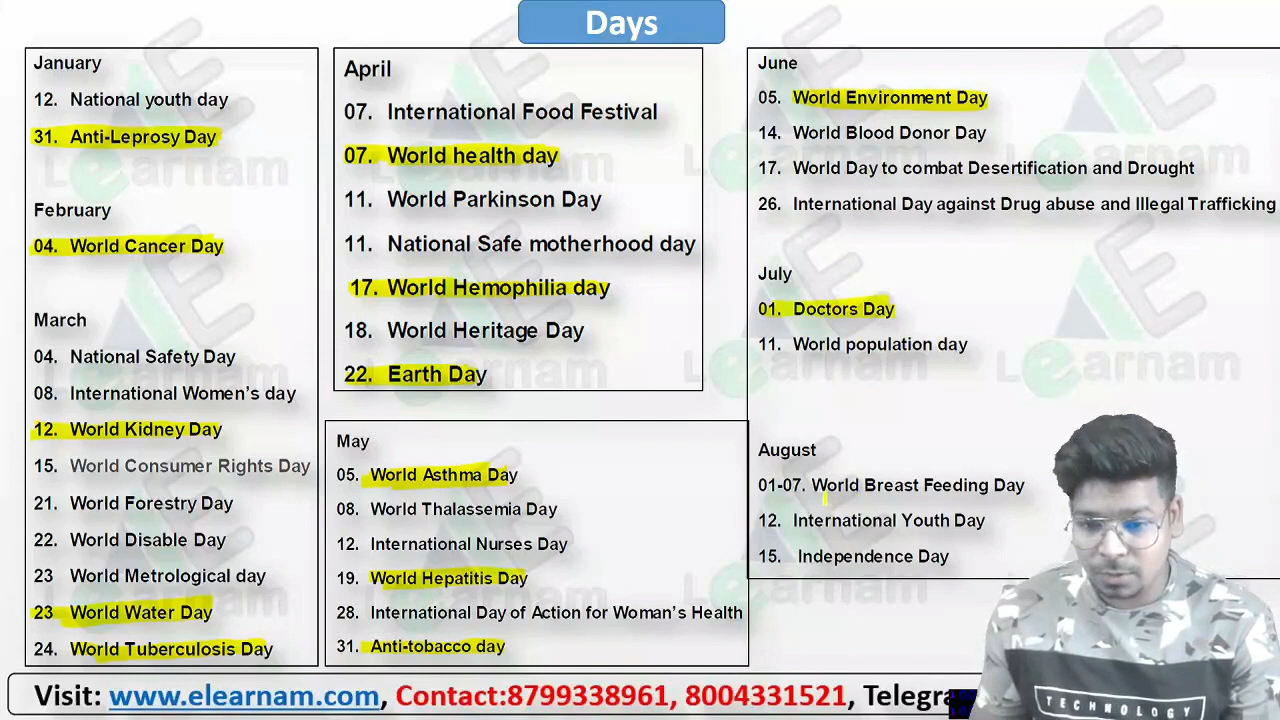 Days
January
12. National youth day
31. Anti-Leprosy Day
February
04. World Cancer Day
March
04. National Safety Day
08. International Women's day
12. World Kidney Day
15. World Consumer Rights Day
21. World Forestry Day
22. World Disable Day
23 World Metrological day
23 World Water Day
24. World Tuberculosis Day
April
07. International Food Festival
07. World health day
11. World Parkinson Day
11. National Safe motherhood day
17. World Hemophilia day
18. World Heritage Day
22. Earth Day
May
05. World Asthma Day
08. World Thalassemia Day
12. International Nurses Day
19. World Hepatitis Day
28. International Day of Action for Woman's Health
31. Anti-tobacco day
June
05. World Environment Day
14. World Blood Donor Day
17. World Day to combat Desertification and Drought
26. International Day against Drug abuse and Illegal Trafficking
July
01. Doctors Day
11. World population day
August
01-07. World Breast Feeding Day
12. International Youth Day
15. Independence Day
Visit: www.elearnam.com, Contact:8799338961, 8004331521,
TECHNOLOGY